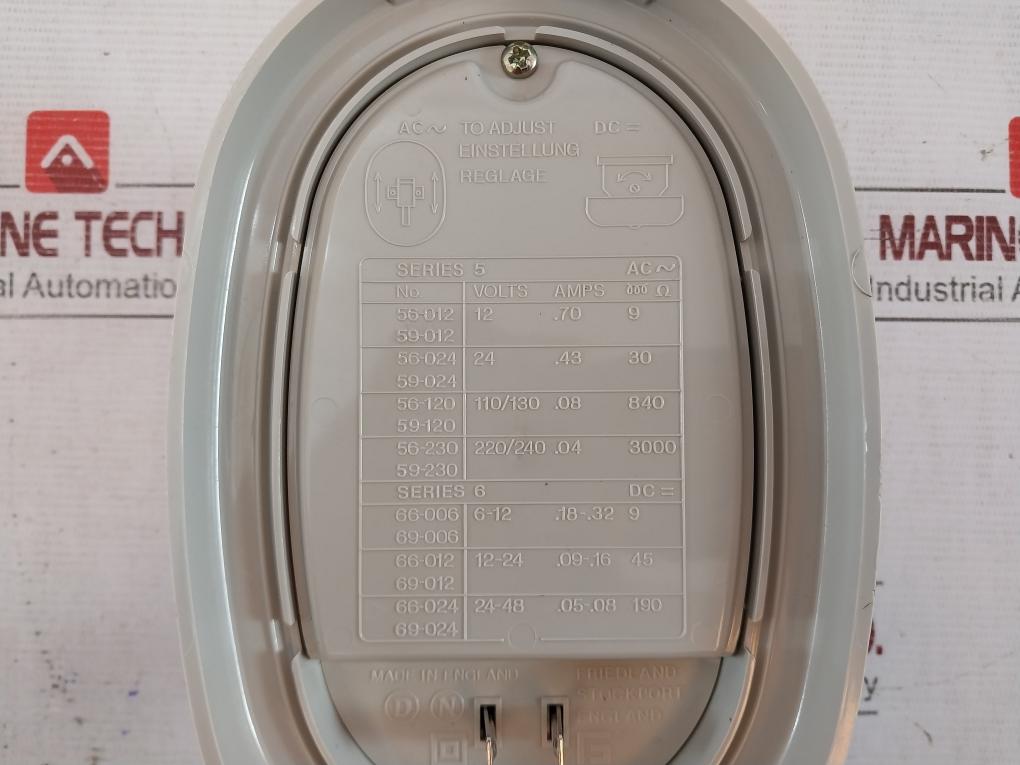 AC~ TO ADJUST DC=
EINSTELLUNG
REGLAGE
SERIES 5 AC~
No. VOLTS AMPS Ω
56-012 12 .70 9
59-012
56-024 24 .43 30
59-024
56-120 110/130 .08 840
59-120
56-230 220/240 .04 3000
59-230
SERIES 6 DC=
66-006 6-12 .18-.32 9
69-006
66-012 12-24 .09-.16 45
69-012
66-024 24-48 .05-.08 190
69-024
MADE IN ENGLAND
D N
FRIEDLAND
STOCKPORT
ENGLAND
NE TECH
al Automatio
MARIN
ndustrial A